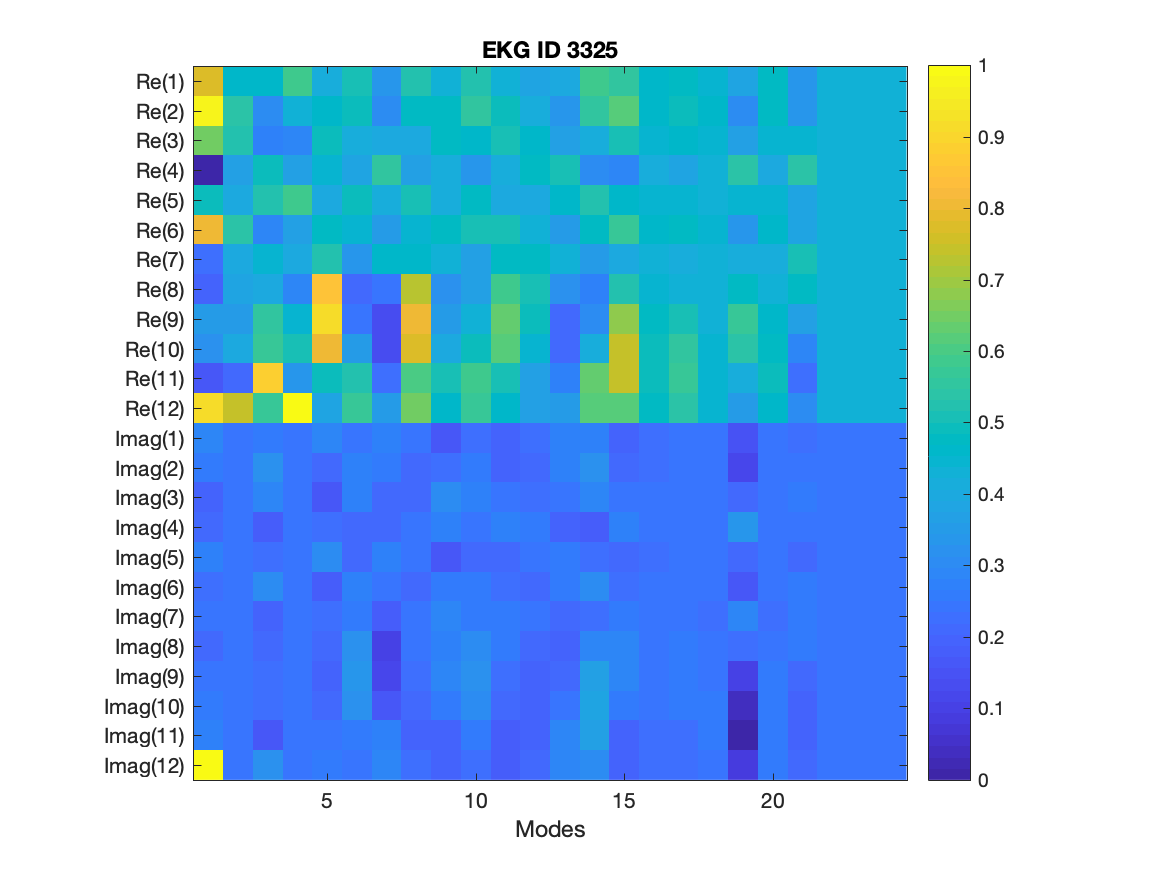 EKG ID 3325
Re(1)
Re(2)
Re(3)
Re(4)
Re(5)
Re(6)
Re(7)
Re(8)
Re(9)
Re(10)
Re(11)
Re(12)
Imag(1)
Imag(2)
Imag(3)
Imag(4)
Imag(5)
Imag(6)
Imag(7)
Imag(8)
Imag(9)
Imag(10)
Imag(11)
Imag(12)
5 10 15 20
Modes
1
0.9
0.8
0.7
0.6
0.5
0.4
0.3
0.2
0.1
0